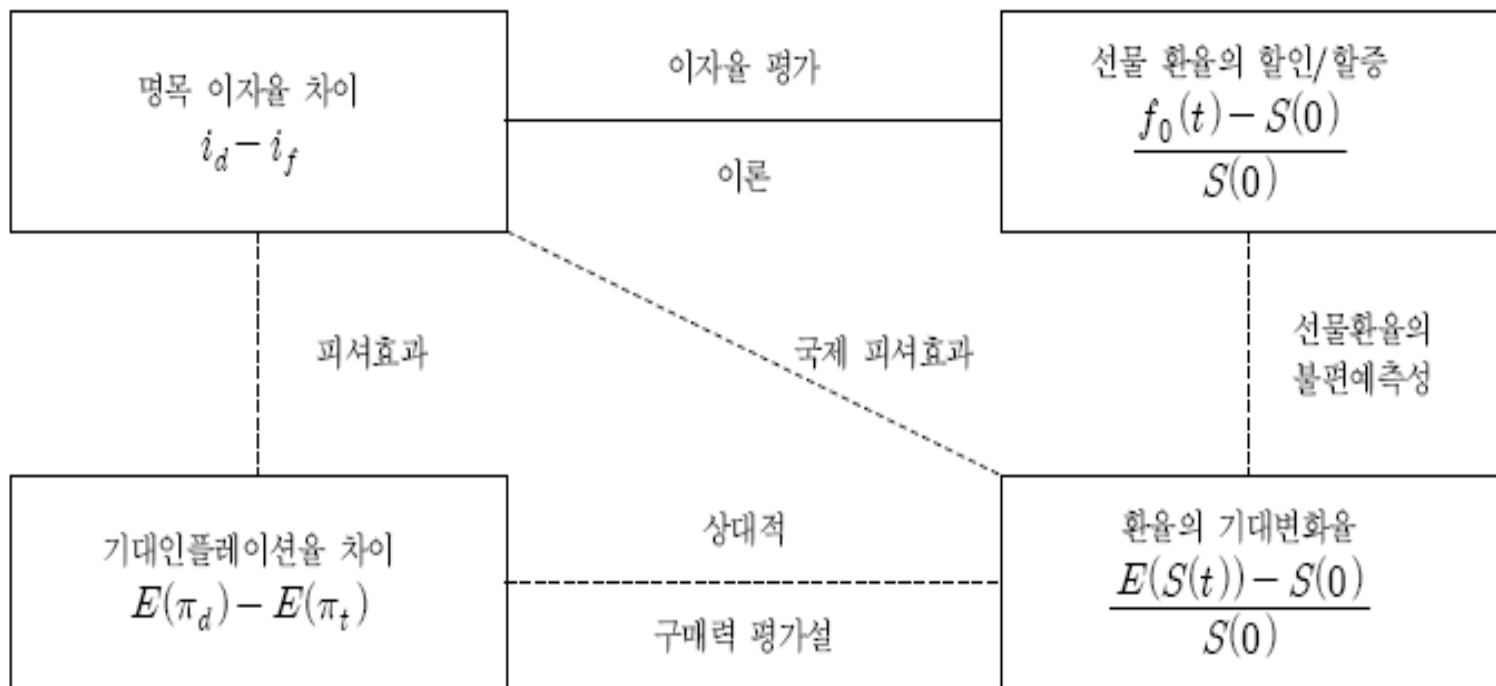 명목 이자율 차이
i_d - i_f
이자율 평가
이론
선물 환율의 할인/할증
f_0(t) - S(0)
S(0)
피셔효과
국제 피셔효과
선물환율의
불편예측성
기대인플레이션율 차이
E(π_d) - E(π_t)
상대적
구매력 평가설
환율의 기대변화율
E(S(t)) - S(0)
S(0)